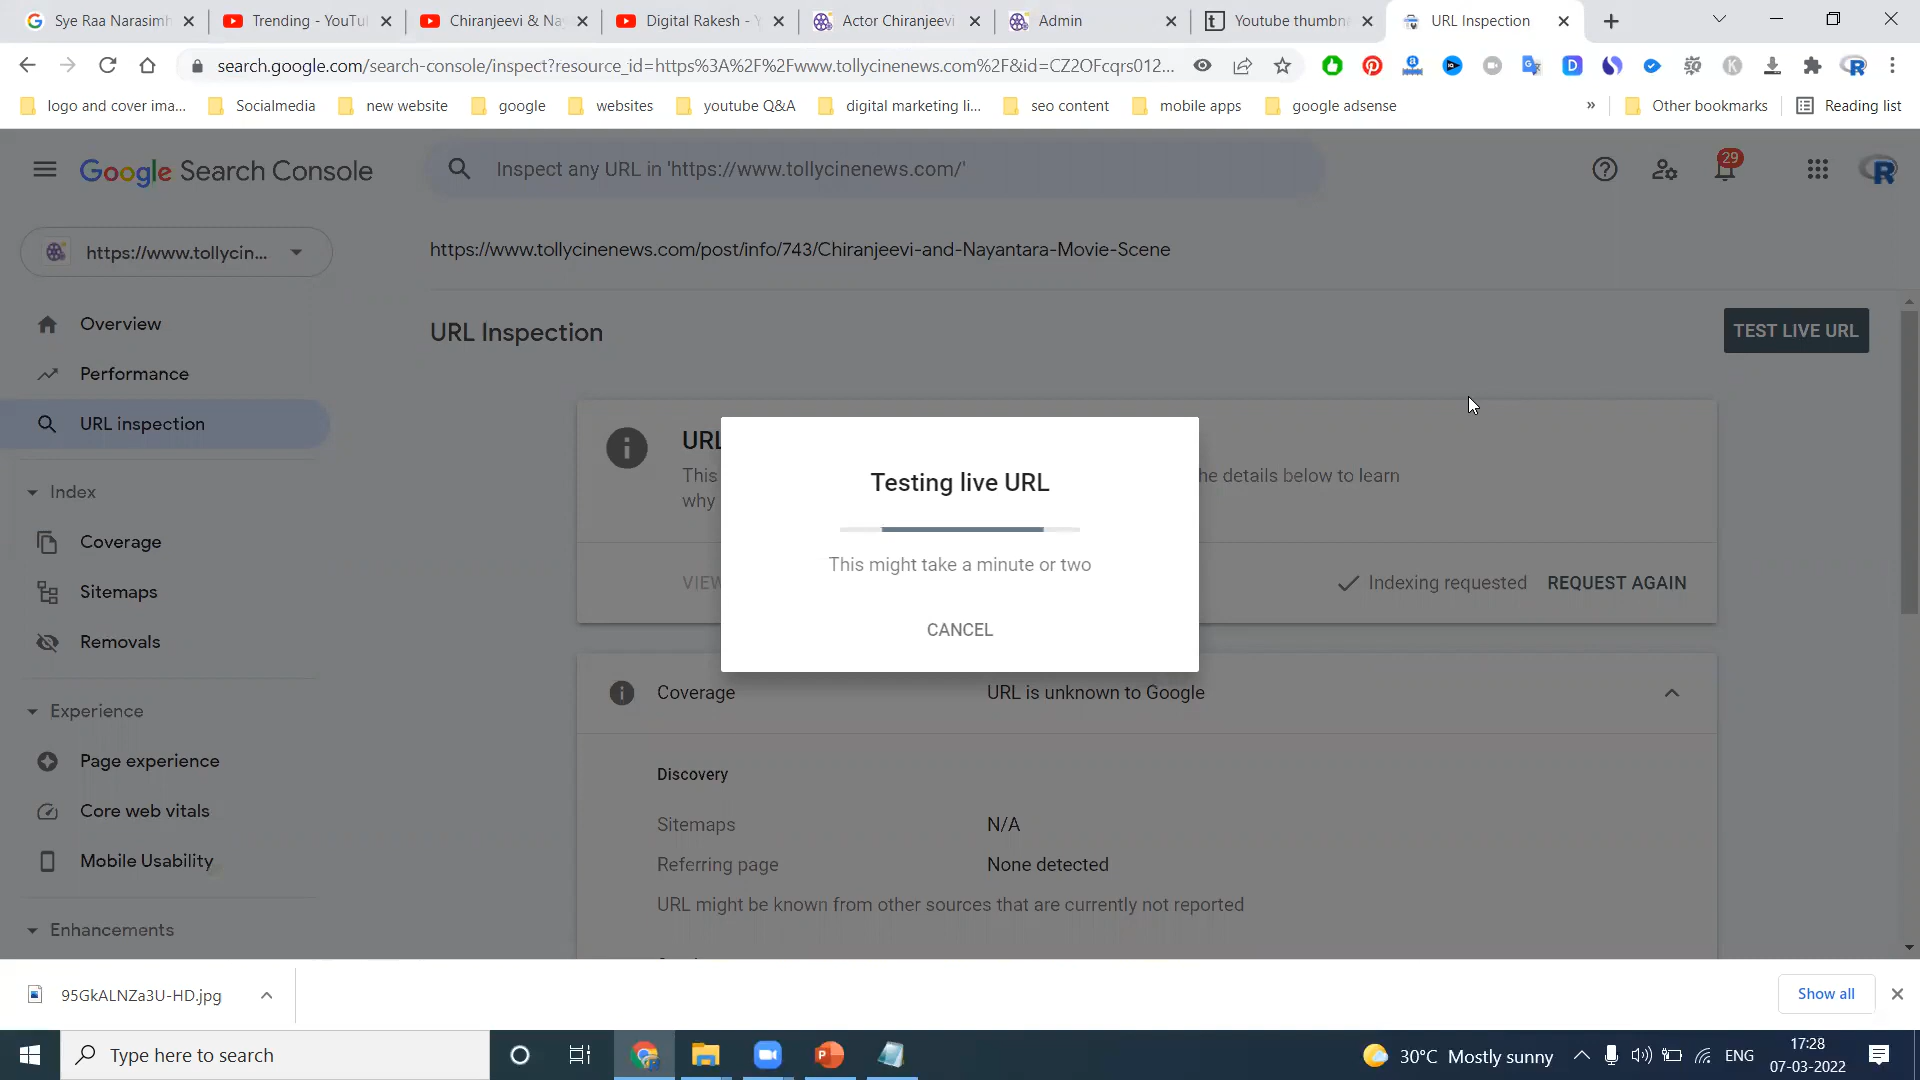 Sye Raa Narasimh
Trending - YouTu
Chiranjeevi & Na
Digital Rakesh - Y
Actor Chiranjeevi
Admin
Youtube thumbn
URL Inspection
search.google.com/search-console/inspect?resource_id=https%3A%2F%2Fwww.tollycinenews.com%2F&id=CZ2OFcqrs012...
logo and cover ima...
Socialmedia
new website
google
websites
youtube Q&A
digital marketing li...
seo content
mobile apps
google adsense
»
Other bookmarks
Reading list
Google Search Console
Inspect any URL in 'https://www.tollycinenews.com/'
29
https://www.tollycin...
https://www.tollycinenews.com/post/info/743/Chiranjeevi-and-Nayantara-Movie-Scene
Overview
Performance
URL inspection
Index
Coverage
Sitemaps
Removals
Experience
Page experience
Core web vitals
Mobile Usability
Enhancements
URL Inspection
TEST LIVE URL
URL
This
he details below to learn
why
VIEW
Indexing requested
REQUEST AGAIN
Testing live URL
This might take a minute or two
CANCEL
Coverage
URL is unknown to Google
Discovery
Sitemaps
N/A
Referring page
None detected
URL might be known from other sources that are currently not reported
95GkALNZa3U-HD.jpg
Show all
Type here to search
30°C Mostly sunny
ENG
17:28
07-03-2022